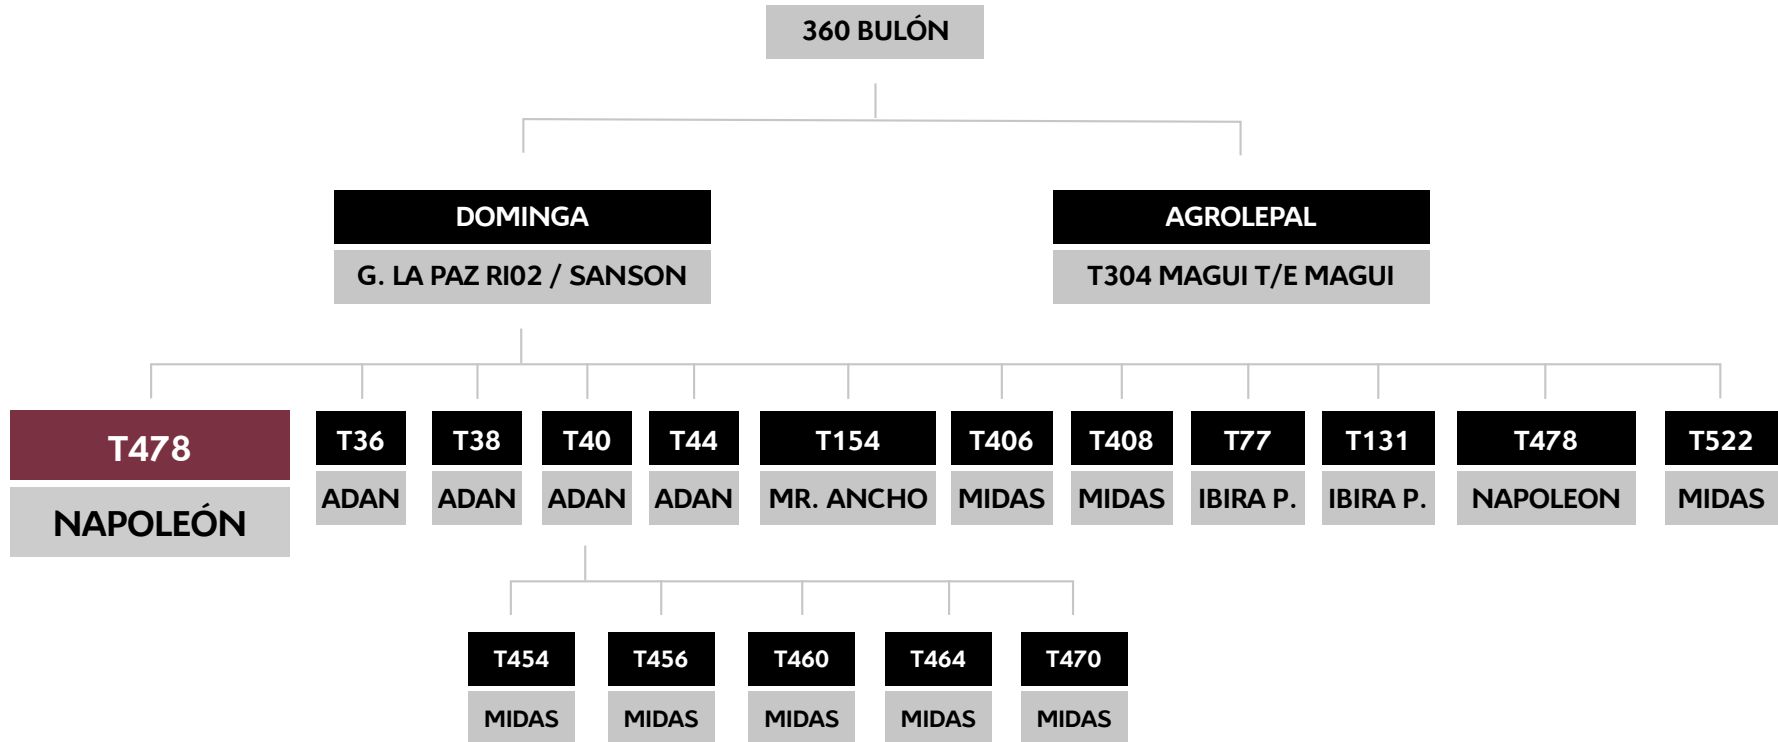 360 BULÓN
DOMINGA
AGROLEPAL
G. LA PAZ RI02 / SANSON
T304 MAGUI T/E MAGUI
T478
T36
T38
T40
T44
T154
T406
T408
T77
T131
T478
T522
NAPOLEÓN
ADAN
ADAN
ADAN
ADAN
MR. ANCHO
MIDAS
MIDAS
IBIRA P.
IBIRA P.
NAPOLEON
MIDAS
T454
T456
T460
T464
T470
MIDAS
MIDAS
MIDAS
MIDAS
MIDAS